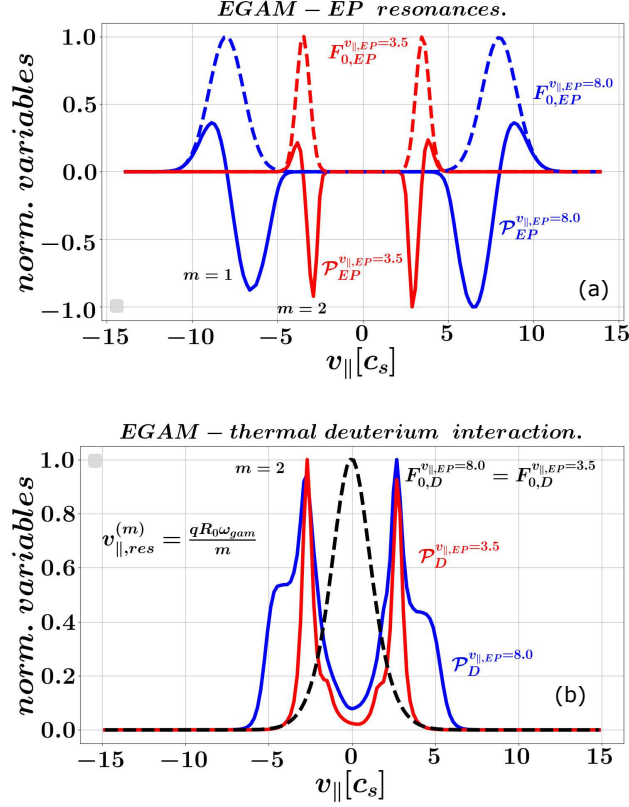 EGAM − EP resonances.
norm. variables
1.0
0.5
0.0
−0.5
−1.0
F_{0,EP}^{v_{∥,EP}=3.5}
F_{0,EP}^{v_{∥,EP}=8.0}
P_{EP}^{v_{∥,EP}=8.0}
P_{EP}^{v_{∥,EP}=3.5}
m = 1
m = 2
(a)
−15 −10 −5 0 5 10 15
v_∥[c_s]
EGAM − thermal deuterium interaction.
norm. variables
1.0
0.8
0.6
0.4
0.2
0.0
m = 2
F_{0,D}^{v_{∥,EP}=8.0} = F_{0,D}^{v_{∥,EP}=3.5}
v_{∥,res}^{(m)} = \frac{qR_0ω_{gam}}{m}
P_D^{v_{∥,EP}=3.5}
P_D^{v_{∥,EP}=8.0}
(b)
−15 −10 −5 0 5 10 15
v_∥[c_s]